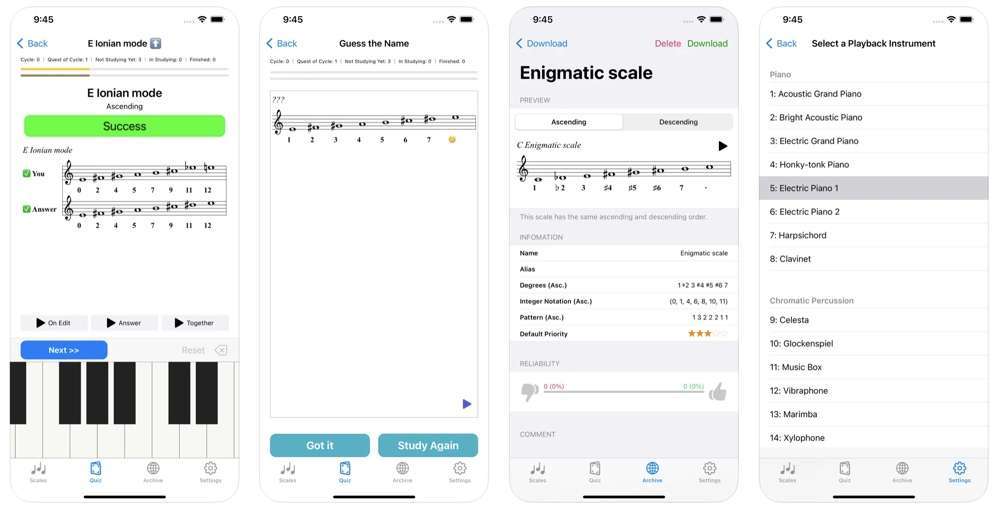 9:45
Back
E Ionian mode
Cycle: 0 | Quest of Cycle: 1 | Not Studying Yet: 3 | In Studying: 0 | Finished: 0
E Ionian mode
Ascending
Success
E Ionian mode
You
0 2 4 5 7 9 11 12
Answer
0 2 4 5 7 9 11 12
On Edit
Answer
Together
Next >>
Reset
Scales
Quiz
Archive
Settings
9:45
Back
Guess the Name
Cycle: 0 | Quest of Cycle: 1 | Not Studying Yet: 3 | In Studying: 0 | Finished: 0
???
1 2 3 4 5 6 7
Got it
Study Again
Scales
Quiz
Archive
Settings
9:45
Download
Delete
Download
Enigmatic scale
PREVIEW
Ascending
Descending
C Enigmatic scale
1 ♭2 3 ♯4 ♯5 ♯6 7 ·
This scale has the same ascending and descending order.
INFOMATION
Name Enigmatic scale
Alias
Degrees (Asc.) 1 ♭2 3 ♯4 ♯5 ♯6 7
Integer Notation (Asc.) (0, 1, 4, 6, 8, 10, 11)
Pattern (Asc.) 1 3 2 2 2 1 1
Default Priority
RELIABILITY
0 (0%)
0 (0%)
COMMENT
Scales
Quiz
Archive
Settings
9:45
Back
Select a Playback Instrument
Piano
1: Acoustic Grand Piano
2: Bright Acoustic Piano
3: Electric Grand Piano
4: Honky-tonk Piano
5: Electric Piano 1
6: Electric Piano 2
7: Harpsichord
8: Clavinet
Chromatic Percussion
9: Celesta
10: Glockenspiel
11: Music Box
12: Vibraphone
13: Marimba
14: Xylophone
Scales
Quiz
Archive
Settings